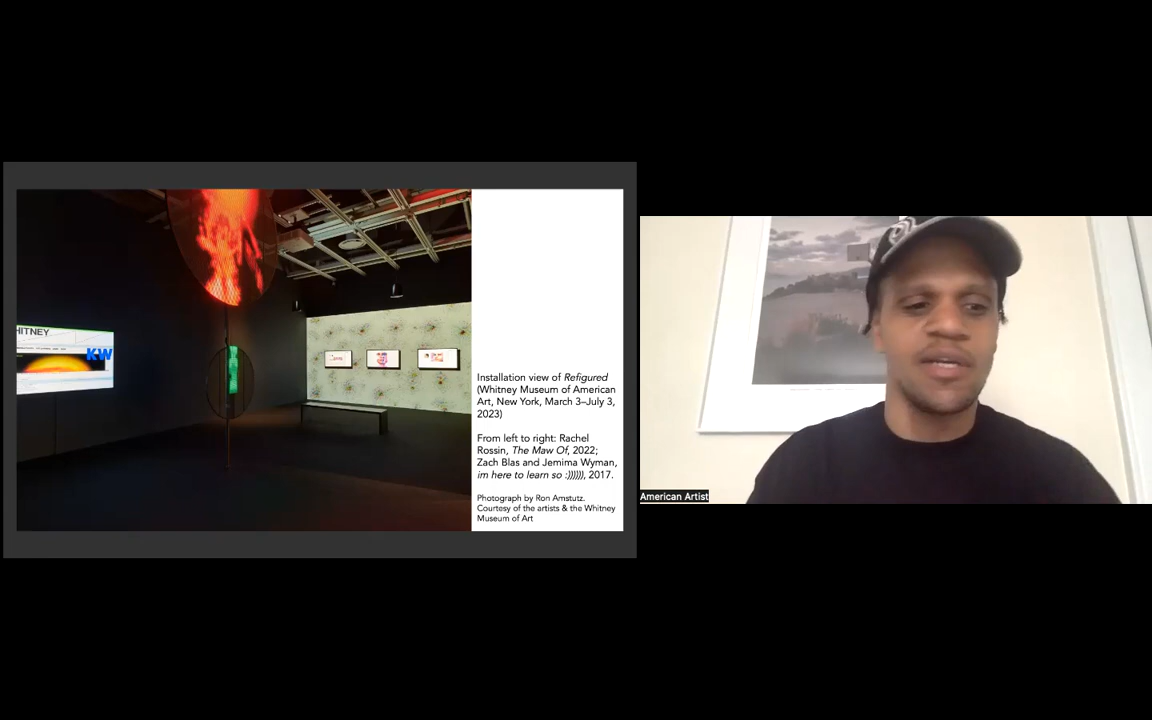 HITNEY
KW
Installation view of Refigured
(Whitney Museum of American
Art, New York, March 3–July 3,
2023)
From left to right: Rachel
Rossin, The Maw Of, 2022;
Zach Blas and Jemima Wyman,
im here to learn so :)))))), 2017.
Photograph by Ron Amstutz.
Courtesy of the artists & the Whitney
Museum of Art
American Artist